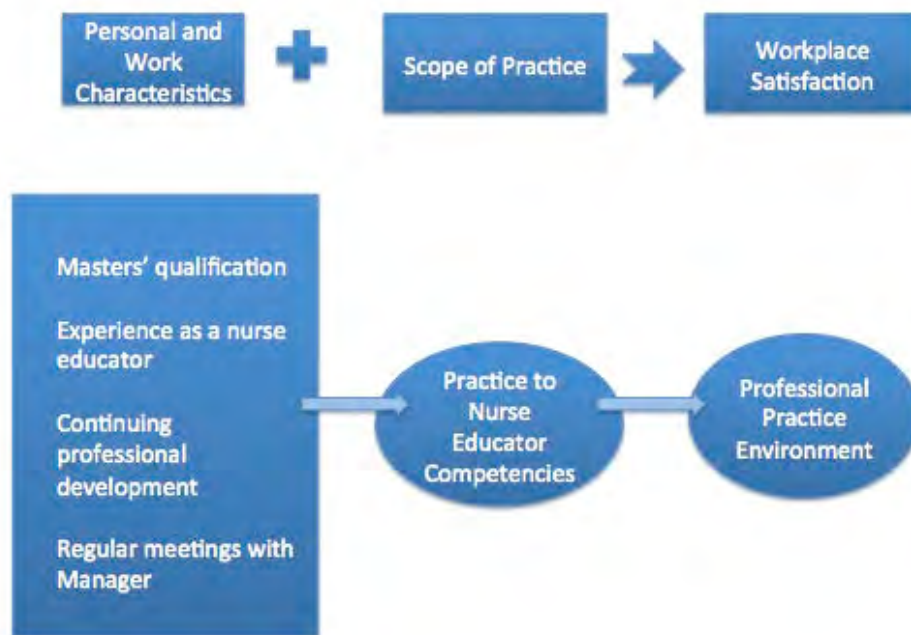 Personal and
Work
Characteristics
Scope of Practice
Workplace
Satisfaction
Masters' qualification
Experience as a nurse
educator
Continuing
professional
development
Regular meetings with
Manager
Practice to
Nurse
Educator
Competencies
Professional
Practice
Environment